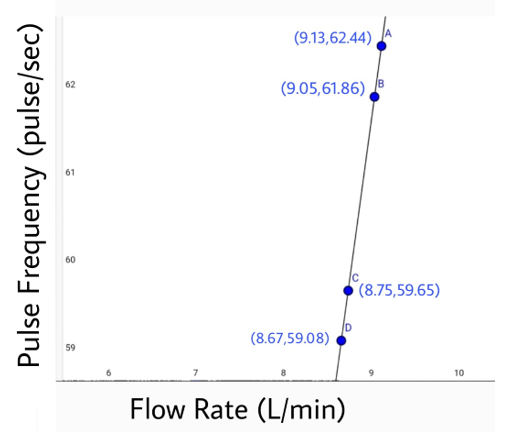 Pulse Frequency (pulse/sec)
A
(9.13,62.44)
62
B
(9.05,61.86)
61
60
C
(8.75,59.65)
D
(8.67,59.08)
59
6 7 8 9 10
Flow Rate (L/min)